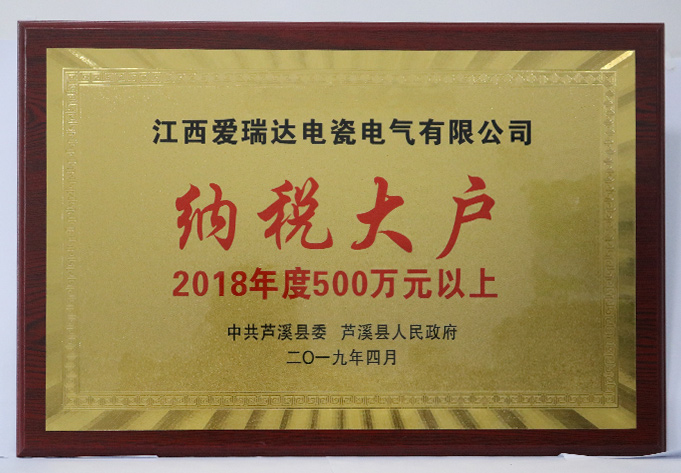 江西爱瑞达电瓷电气有限公司
纳税大户
2018年度500万元以上
中共芦溪县委 芦溪县人民政府
二〇一九年四月